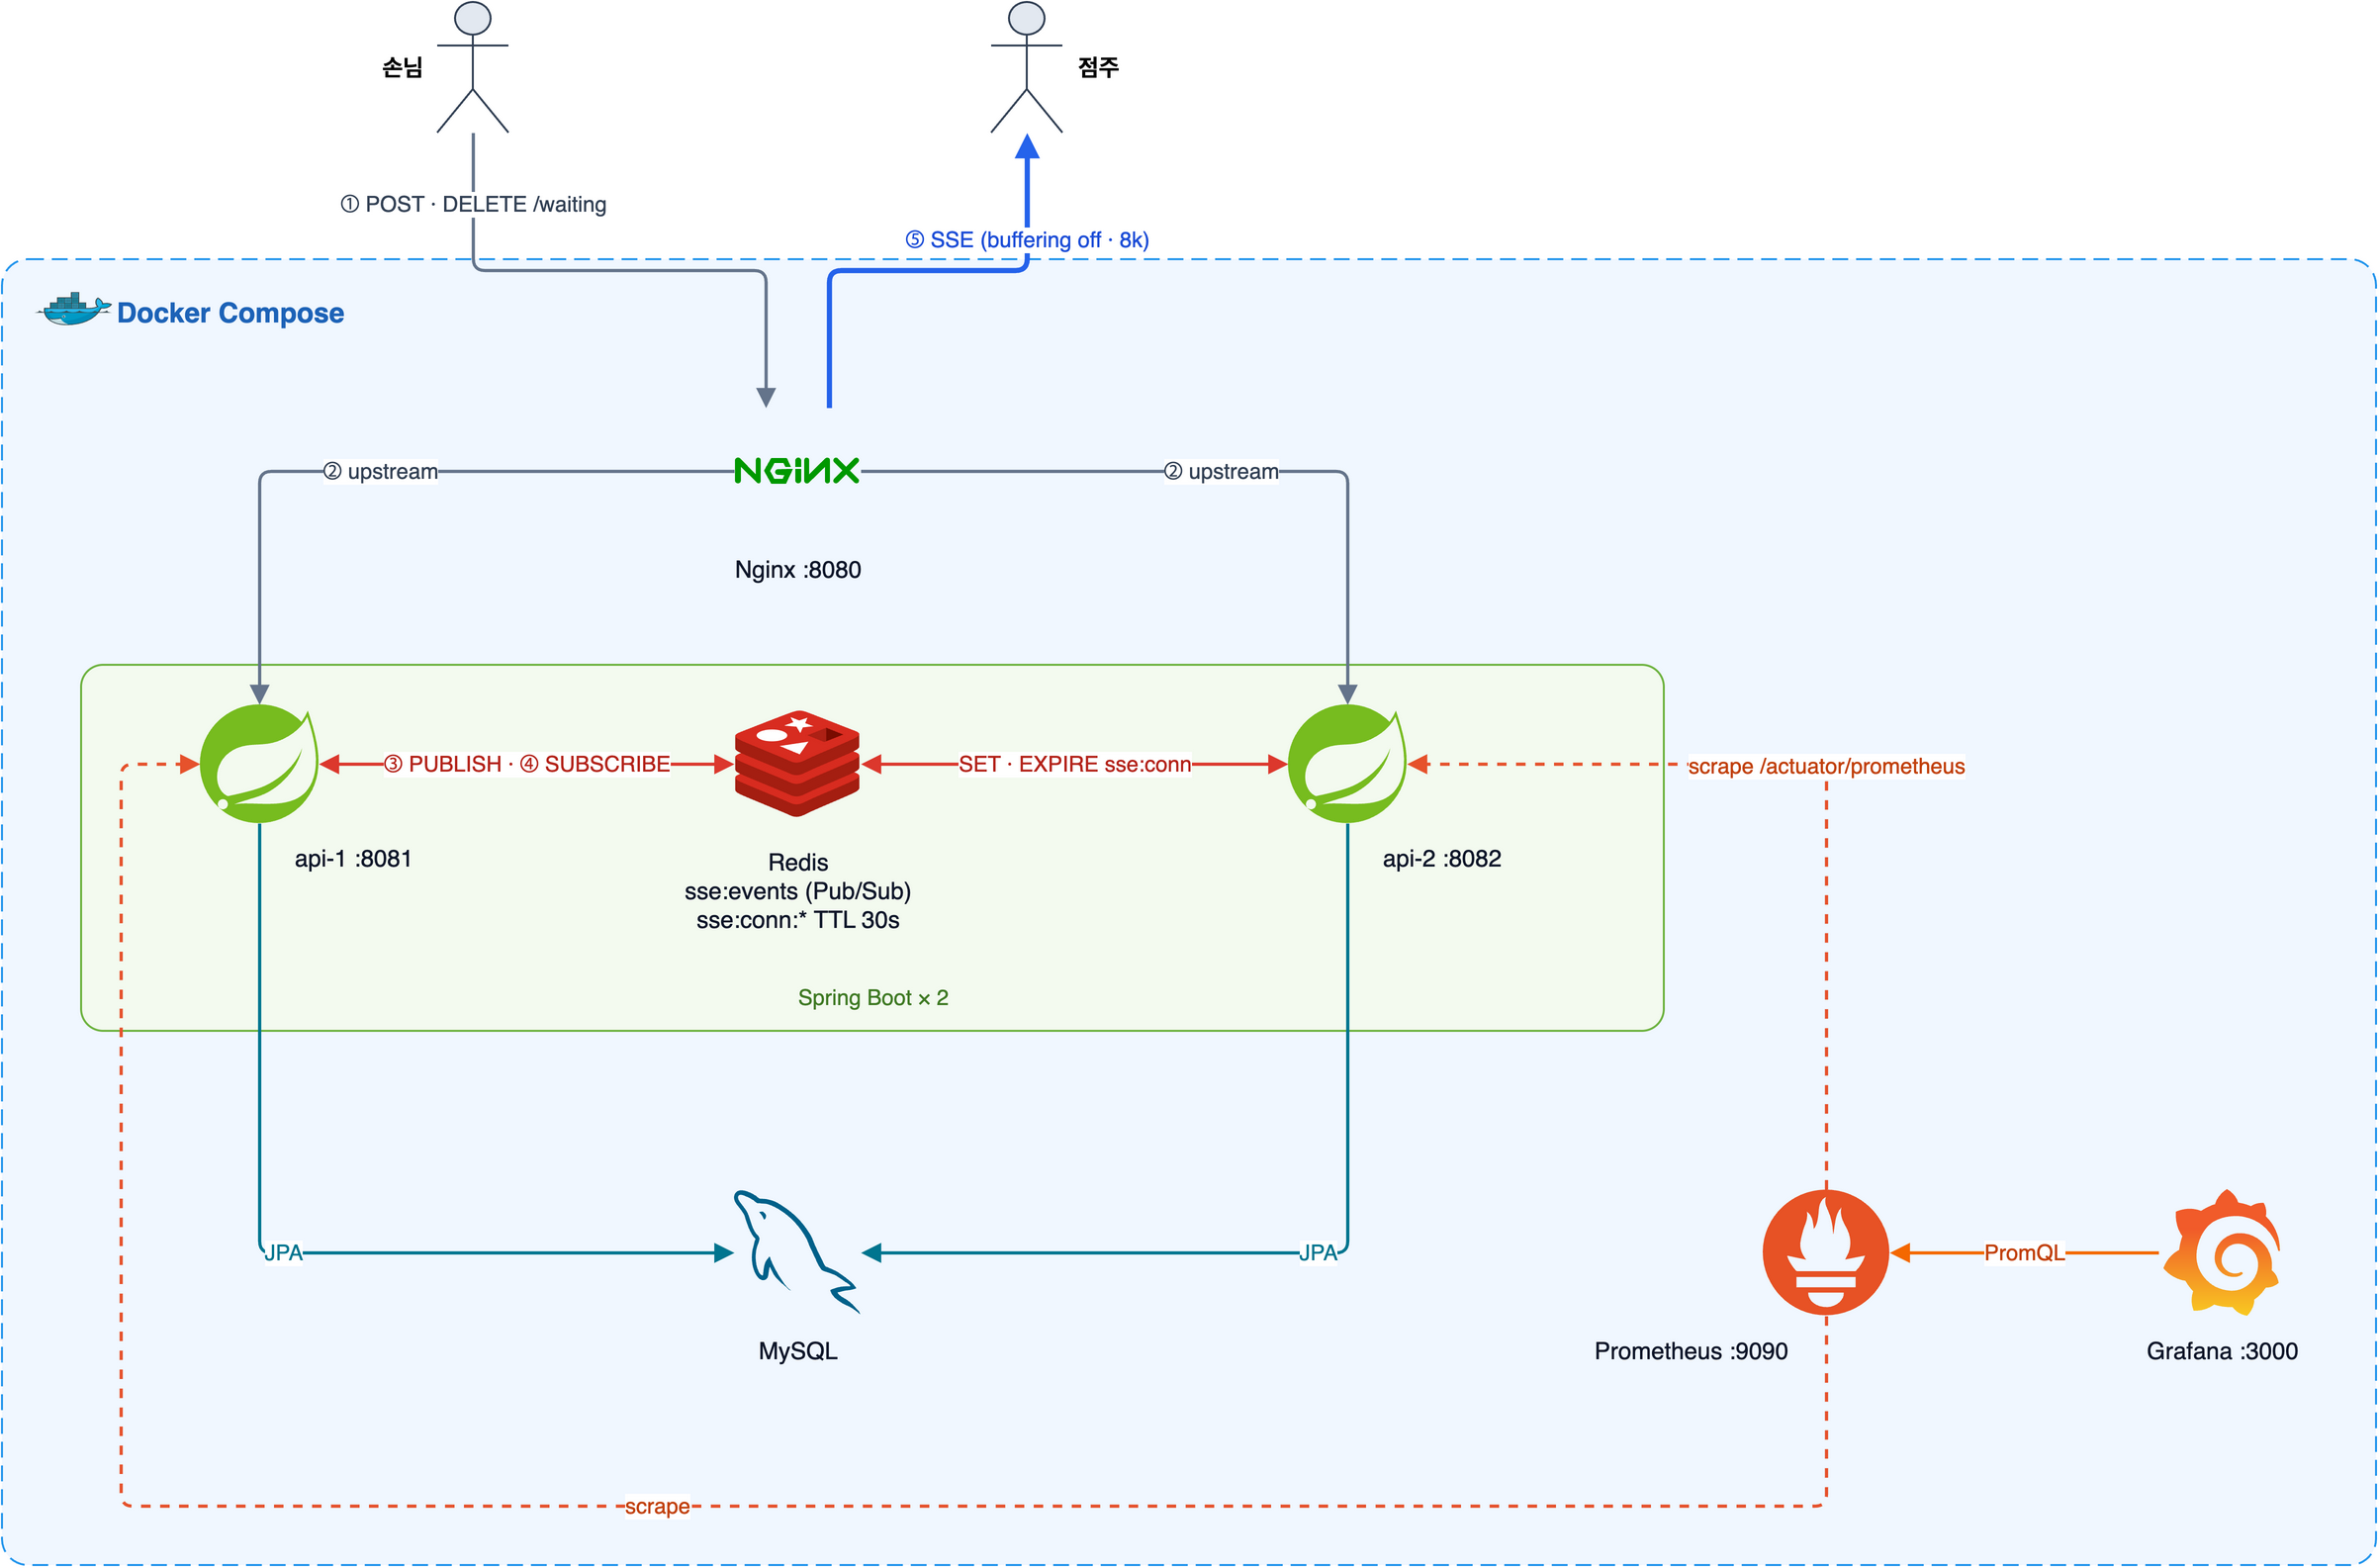 손님
점주
① POST · DELETE /waiting
⑤ SSE (buffering off · 8k)
Docker Compose
② upstream
NGINX
② upstream
Nginx :8080
③ PUBLISH · ④ SUBSCRIBE
SET · EXPIRE sse:conn
scrape /actuator/prometheus
api-1 :8081
Redis
sse:events (Pub/Sub)
sse:conn:* TTL 30s
api-2 :8082
Spring Boot × 2
JPA
JPA
PromQL
MySQL
Prometheus :9090
Grafana :3000
scrape